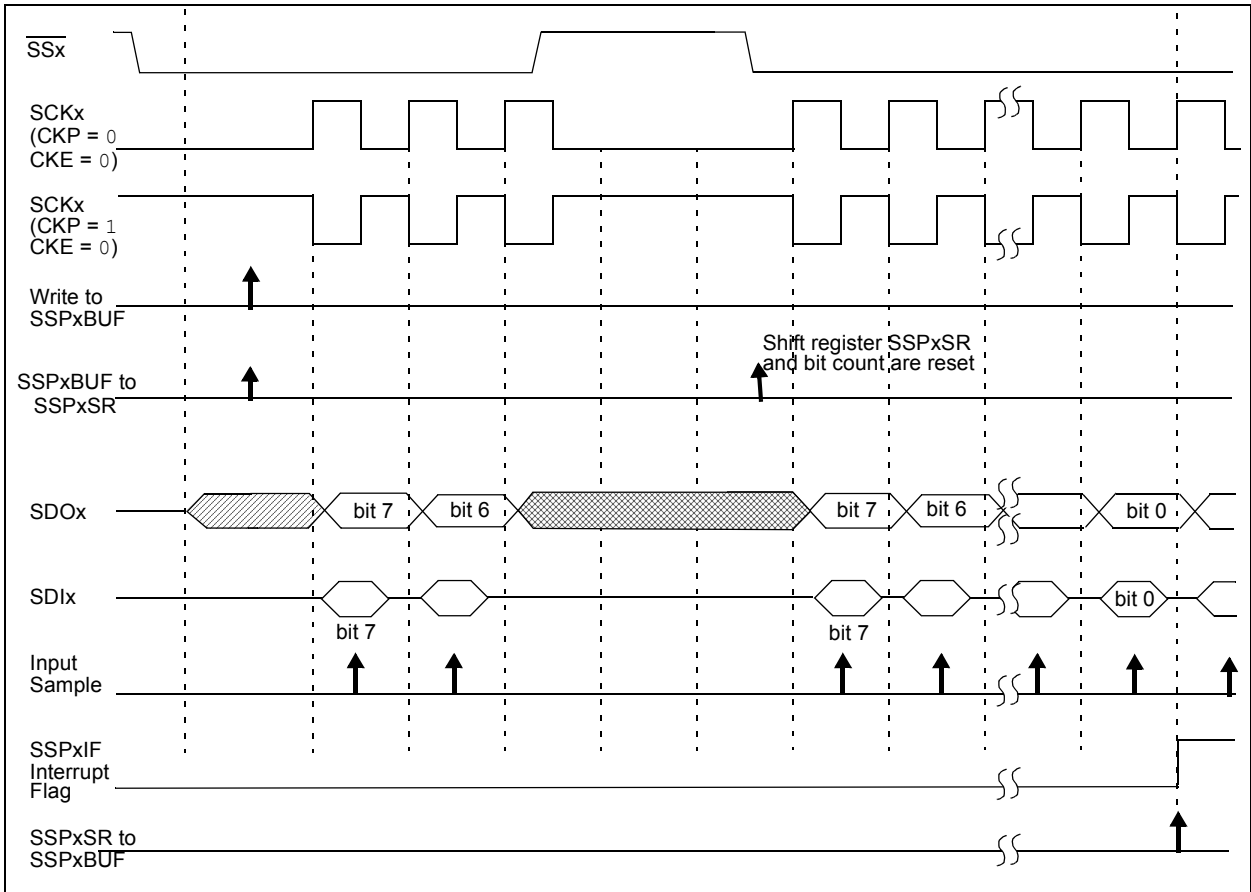 SSx
SCKx
(CKP = 0
CKE = 0)
SCKx
(CKP = 1
CKE = 0)
Write to
SSPxBUF
Shift register SSPxSR
and bit count are reset
SSPxBUF to
SSPxSR
SDOx
bit 7
bit 6
bit 7
bit 6
bit 0
SDIx
bit 0
bit 7
bit 7
Input
Sample
SSPxIF
Interrupt
Flag
SSPxSR to
SSPxBUF